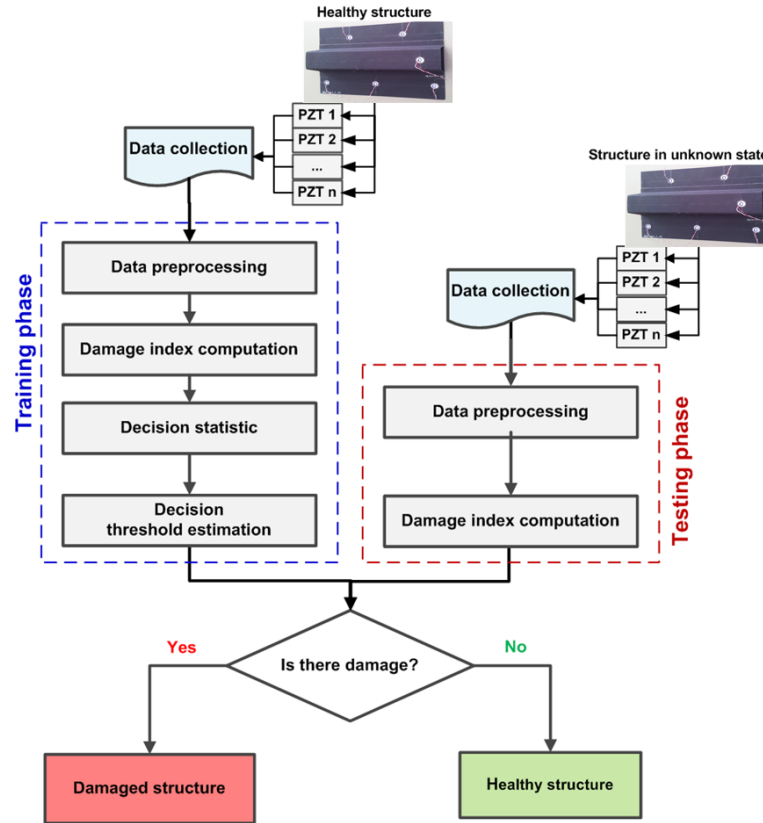 Healthy structure
PZT 1
PZT 2
...
PZT n
Data collection
Structure in unknown state
PZT 1
PZT 2
...
PZT n
Data collection
Training phase
Data preprocessing
Damage index computation
Decision statistic
Decision
threshold estimation
Testing phase
Data preprocessing
Damage index computation
Is there damage?
Yes
No
Damaged structure
Healthy structure